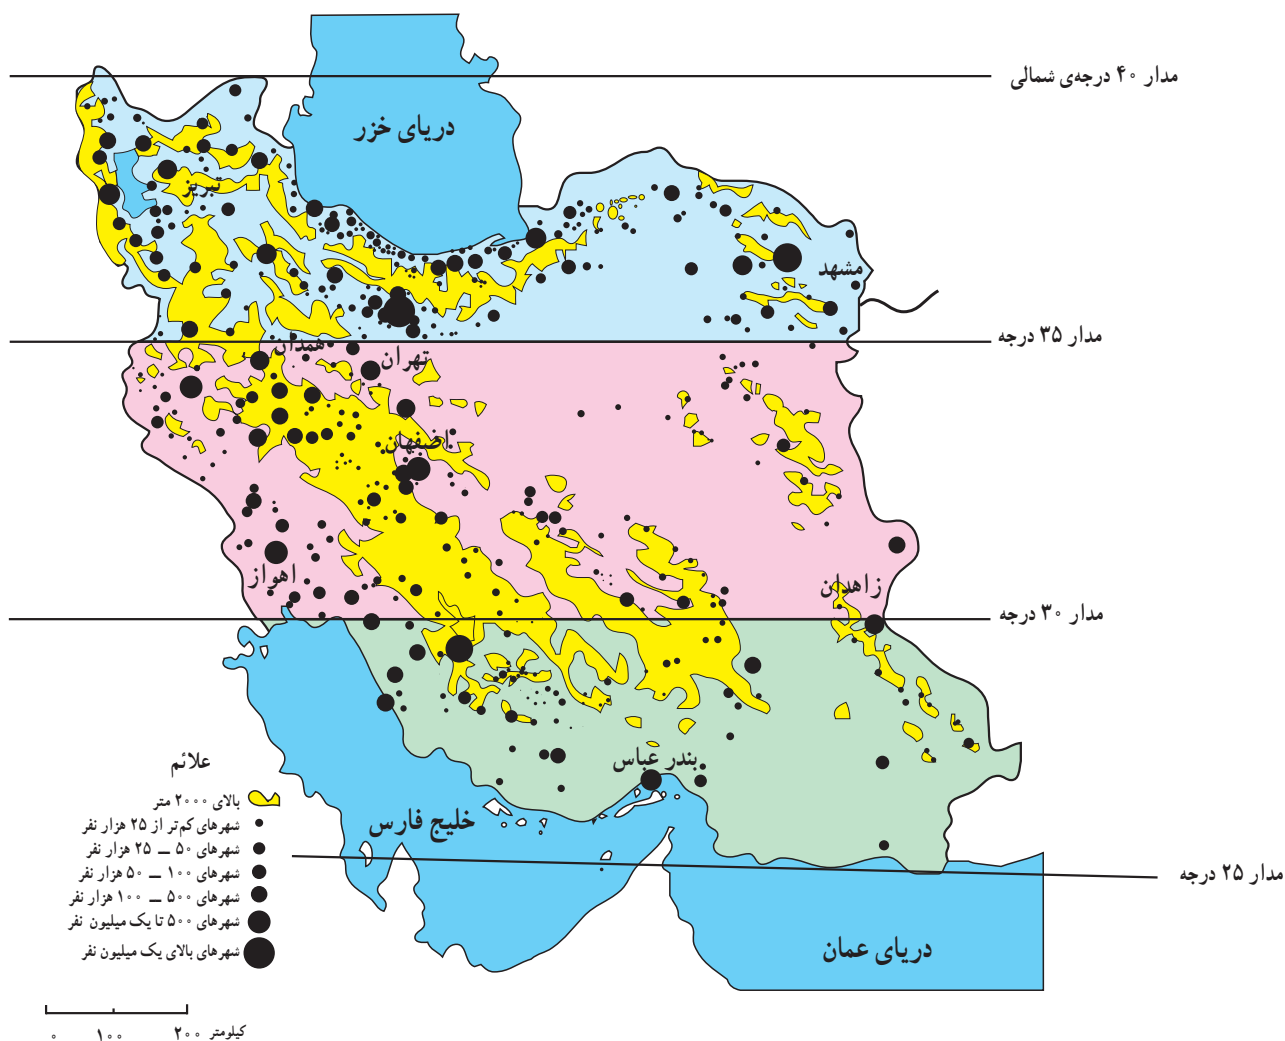 مدار ۴۰ درجه‌ی شمالی
دریای خزر
تبریز
مشهد
مدار ۳۵ درجه
همدان
تهران
اصفهان
اهواز
زاهدان
مدار ۳۰ درجه
بندر عباس
خلیج فارس
مدار ۲۵ درجه
دریای عمان
علائم
بالای ۲۰۰۰ متر
شهرهای کم‌تر از ۲۵ هزار نفر
شهرهای ۵۰ ــ ۲۵ هزار نفر
شهرهای ۱۰۰ ــ ۵۰ هزار نفر
شهرهای ۵۰۰ ــ ۱۰۰ هزار نفر
شهرهای ۵۰۰ تا یک میلیون نفر
شهرهای بالای یک میلیون نفر
۰ ۱۰۰ ۲۰۰ کیلومتر